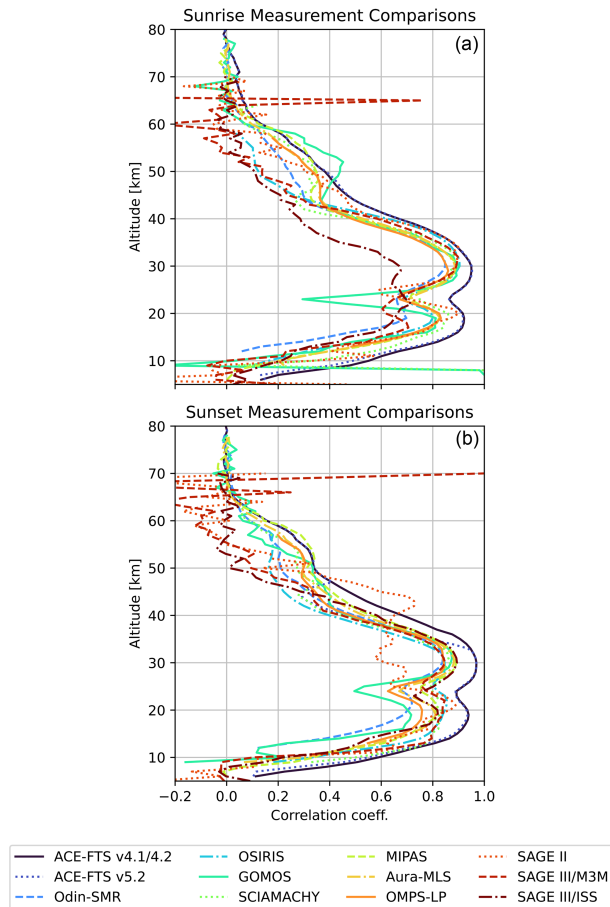 Sunrise Measurement Comparisons
(a)
80
70
60
50
40
30
20
10
Altitude [km]
Sunset Measurement Comparisons
(b)
80
70
60
50
40
30
20
10
Altitude [km]
−0.2 0.0 0.2 0.4 0.6 0.8 1.0
Correlation coeff.
ACE-FTS v4.1/4.2 OSIRIS MIPAS SAGE II
ACE-FTS v5.2 GOMOS Aura-MLS SAGE III/M3M
Odin-SMR SCIAMACHY OMPS-LP SAGE III/ISS